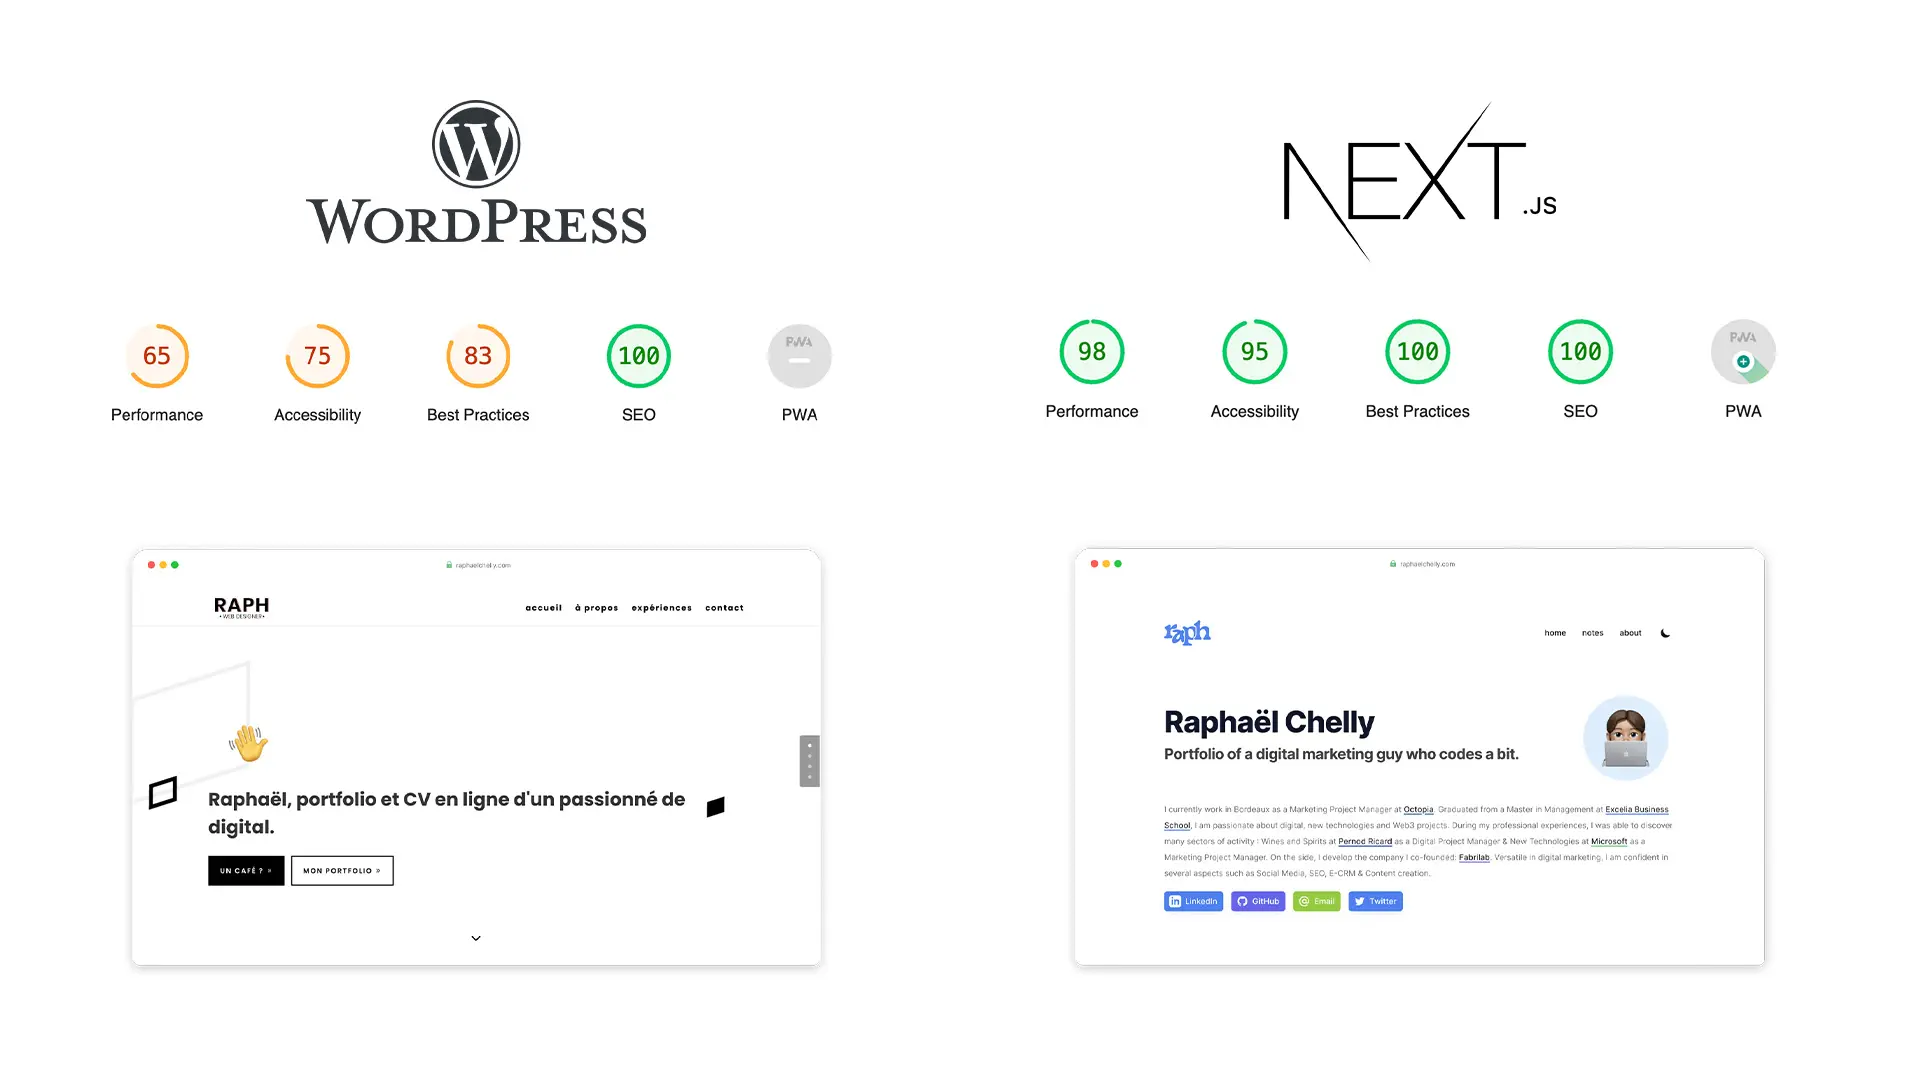 WORDPRESS
65
75
83
100
PWA
Performance
Accessibility
Best Practices
SEO
PWA
raphaelchelly.com
RAPH
• WEB DESIGNER •
accueil
à propos
expériences
contact
Raphaël, portfolio et CV en ligne d'un passionné de
digital.
UN CAFÉ ? »
MON PORTFOLIO »
NEXT.JS
98
95
100
100
PWA
Performance
Accessibility
Best Practices
SEO
PWA
raphaelchelly.com
raph
home
notes
about
Raphaël Chelly
Portfolio of a digital marketing guy who codes a bit.
I currently work in Bordeaux as a Marketing Project Manager at Octopia. Graduated from a Master in Management at Excelia Business
School, I am passionate about digital, new technologies and Web3 projects. During my professional experiences, I was able to discover
many sectors of activity : Wines and Spirits at Pernod Ricard as a Digital Project Manager & New Technologies at Microsoft as a
Marketing Project Manager. On the side, I develop the company I co-founded: Fabrilab. Versatile in digital marketing, I am confident in
several aspects such as Social Media, SEO, E-CRM & Content creation.
LinkedIn
GitHub
Email
Twitter